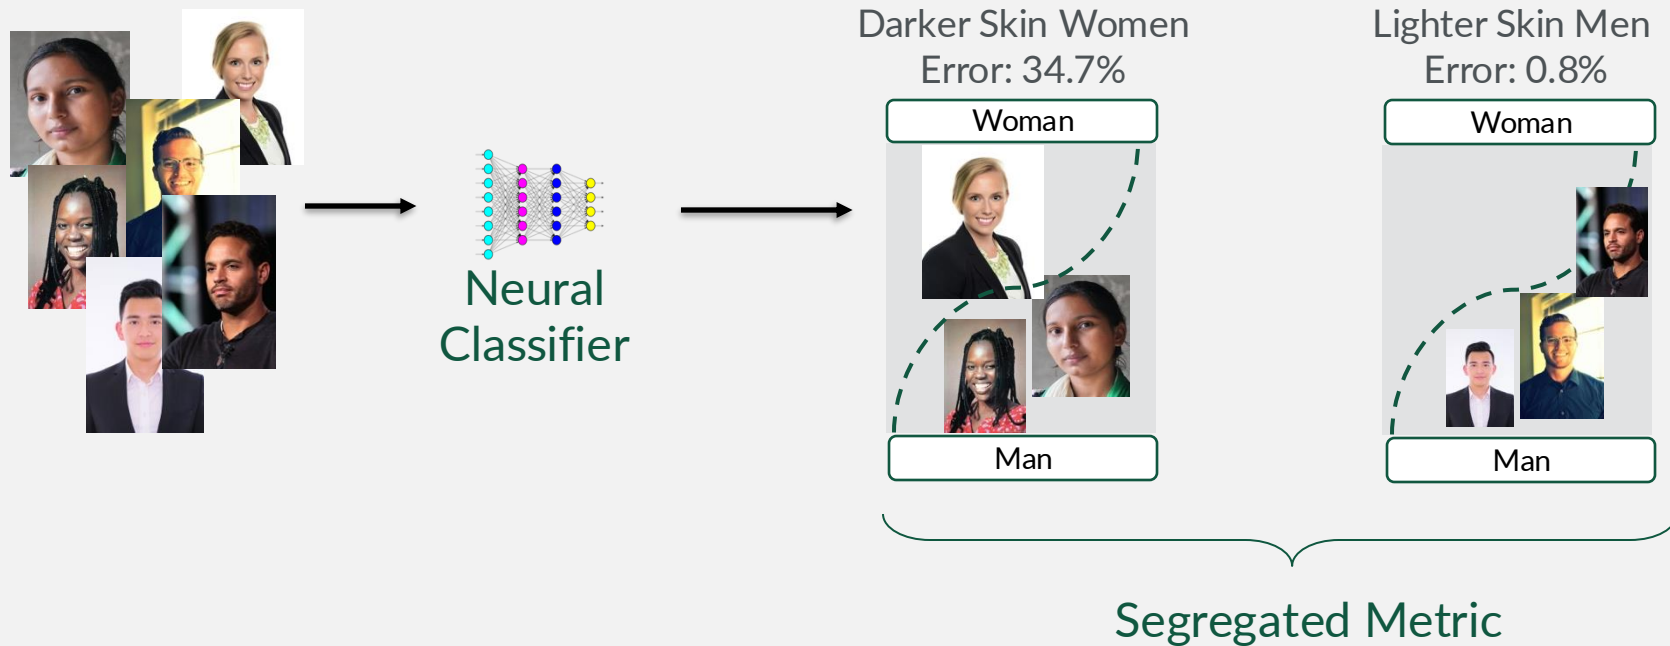 Darker Skin Women
Error: 34.7%
Lighter Skin Men
Error: 0.8%
Woman
Woman
Neural
Classifier
Man
Man
Segregated Metric